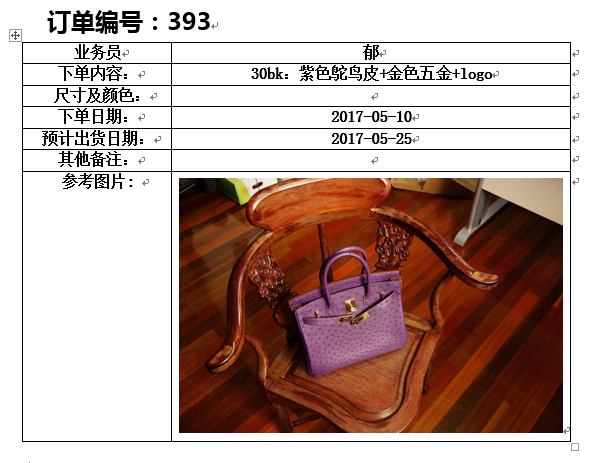 订单编号：393
业务员 郁
下单内容： 30bk：紫色鸵鸟皮+金色五金+logo
尺寸及颜色：
下单日期： 2017-05-10
预计出货日期： 2017-05-25
其他备注：
参考图片：